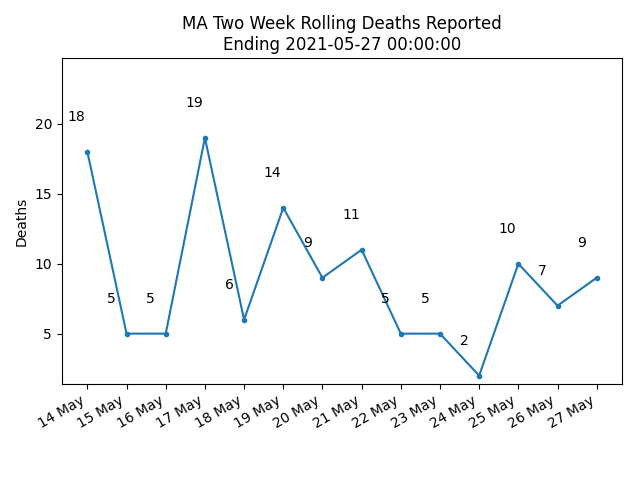 MA Two Week Rolling Deaths Reported
Ending 2021-05-27 00:00:00
Deaths
20
15
10
5
18
5
5
19
6
14
9
11
5
5
2
10
7
9
14 May
15 May
16 May
17 May
18 May
19 May
20 May
21 May
22 May
23 May
24 May
25 May
26 May
27 May